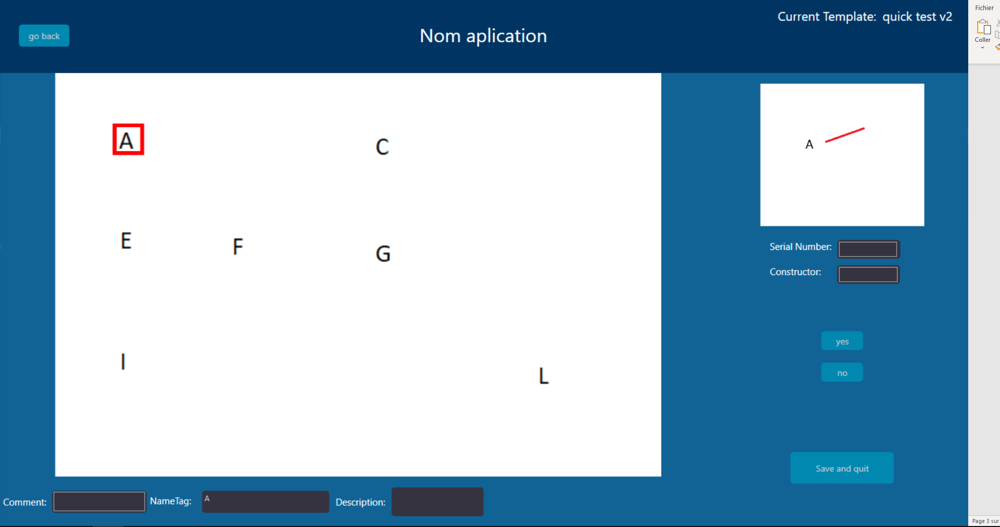 Current Template: quick test v2
Fichier
go back
Nom aplication
Coller
A
C
A
E
F
G
Serial Number:
Constructor:
yes
I
no
L
Save and quit
Comment:
NameTag:
A
Description:
Page 3 sur